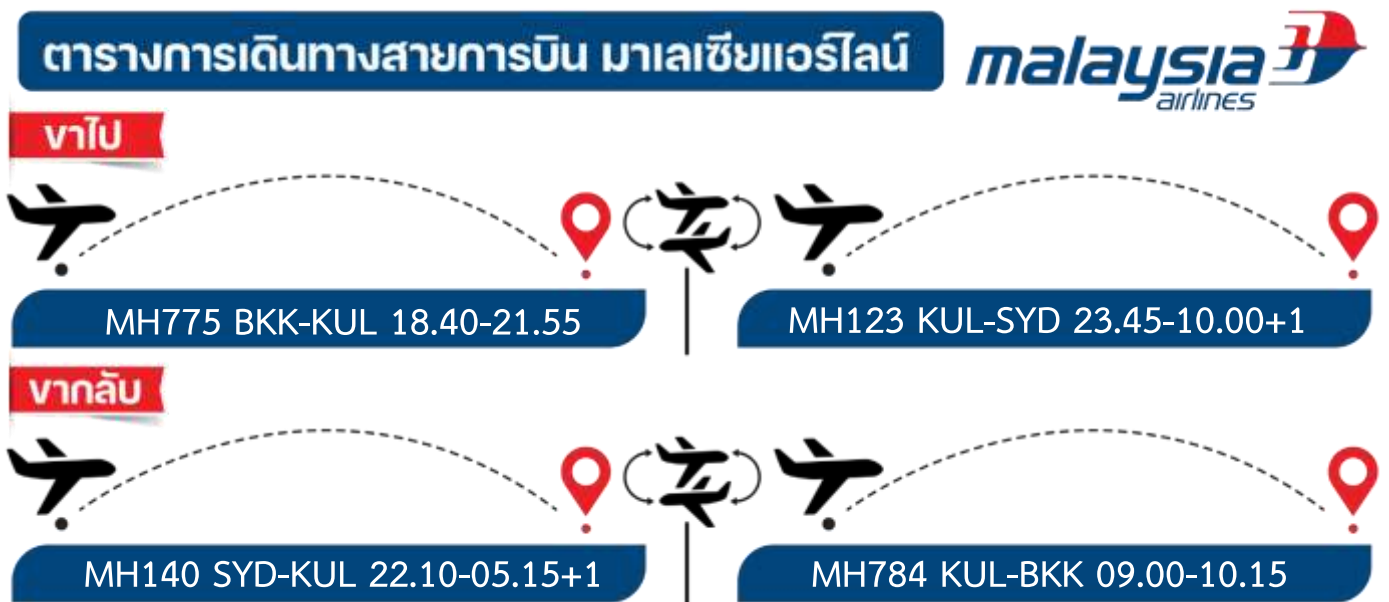 ตารางการเดินทางสายการบิน มาเลเซียแอร์ไลน์
malaysia
airlines
ขาไป
MH775 BKK-KUL 18.40-21.55
MH123 KUL-SYD 23.45-10.00+1
ขากลับ
MH140 SYD-KUL 22.10-05.15+1
MH784 KUL-BKK 09.00-10.15